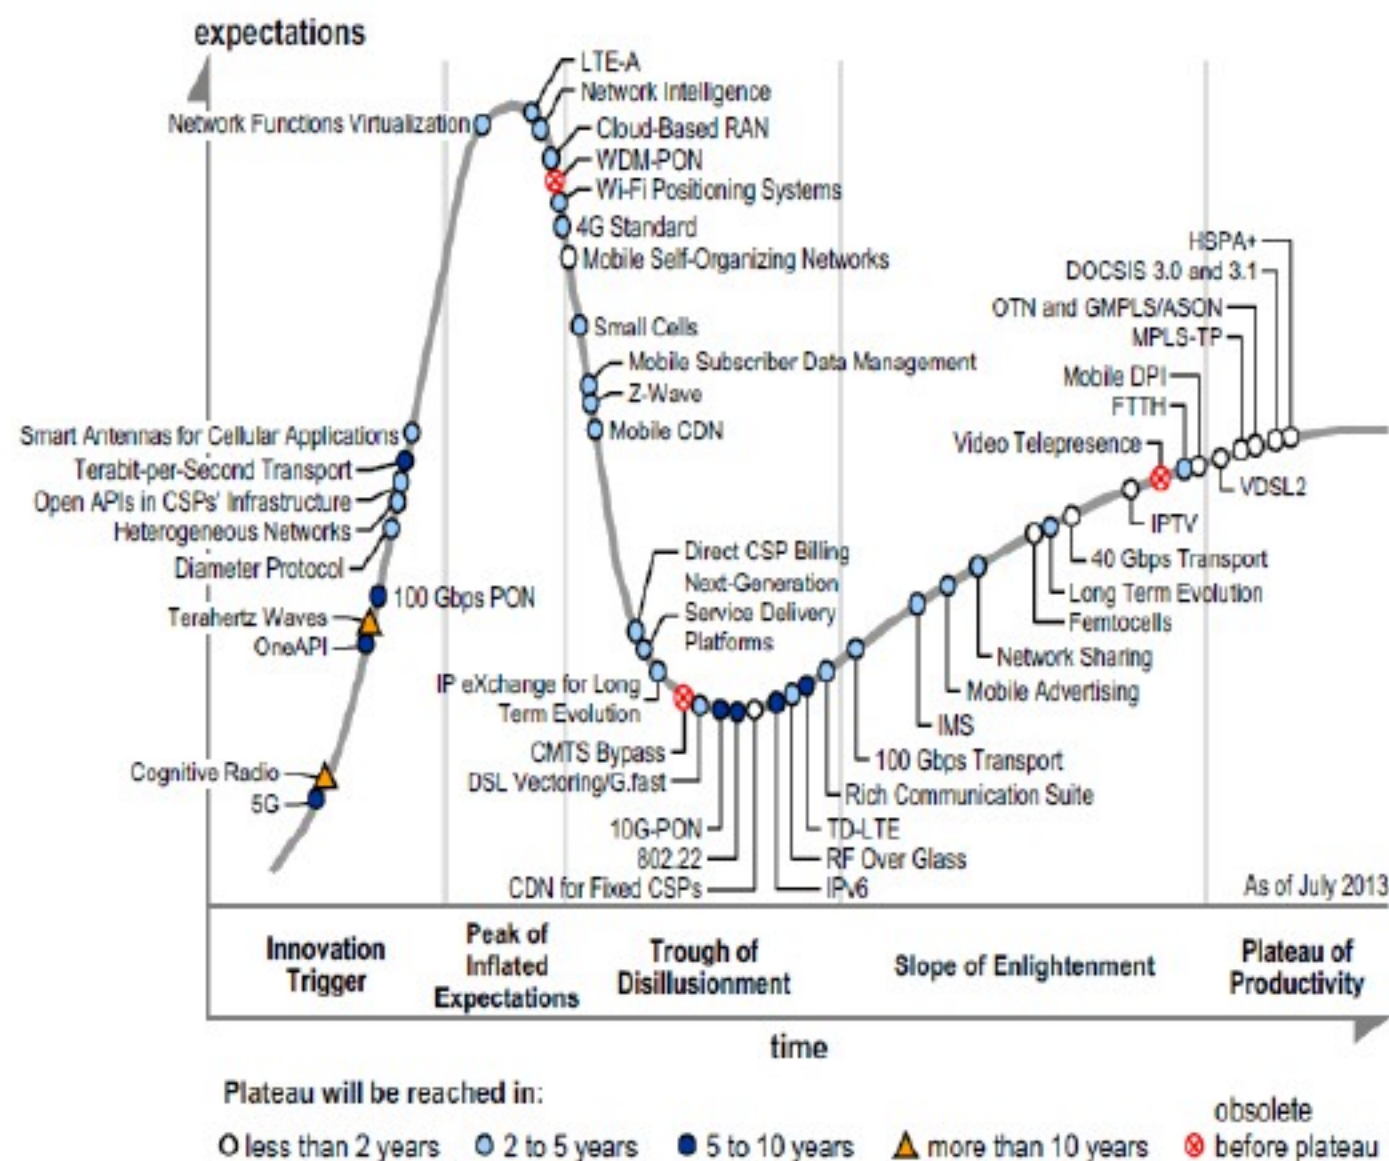 expectations
LTE-A
Network Intelligence
Network Functions Virtualization
Cloud-Based RAN
WDM-PON
Wi-Fi Positioning Systems
4G Standard
Mobile Self-Organizing Networks
HSPA+
DOCSIS 3.0 and 3.1
OTN and GMPLS/ASON
MPLS-TP
Small Cells
Mobile Subscriber Data Management
Z-Wave
Mobile CDN
Mobile DPI
FTTH
Video Telepresence
VDSL2
IPTV
40 Gbps Transport
Long Term Evolution
Femtocells
Network Sharing
Mobile Advertising
IMS
100 Gbps Transport
Rich Communication Suite
Smart Antennas for Cellular Applications
Terabit-per-Second Transport
Open APIs in CSPs' Infrastructure
Heterogeneous Networks
Diameter Protocol
100 Gbps PON
Terahertz Waves
OneAPI
Cognitive Radio
5G
Direct CSP Billing
Next-Generation
Service Delivery
Platforms
IP eXchange for Long
Term Evolution
CMTS Bypass
DSL Vectoring/G.fast
10G-PON
802.22
CDN for Fixed CSPs
TD-LTE
RF Over Glass
IPv6
As of July 2013
Innovation
Trigger
Peak of
Inflated
Expectations
Trough of
Disillusionment
Slope of Enlightenment
Plateau of
Productivity
time
Plateau will be reached in:
less than 2 years
2 to 5 years
5 to 10 years
more than 10 years
obsolete
before plateau